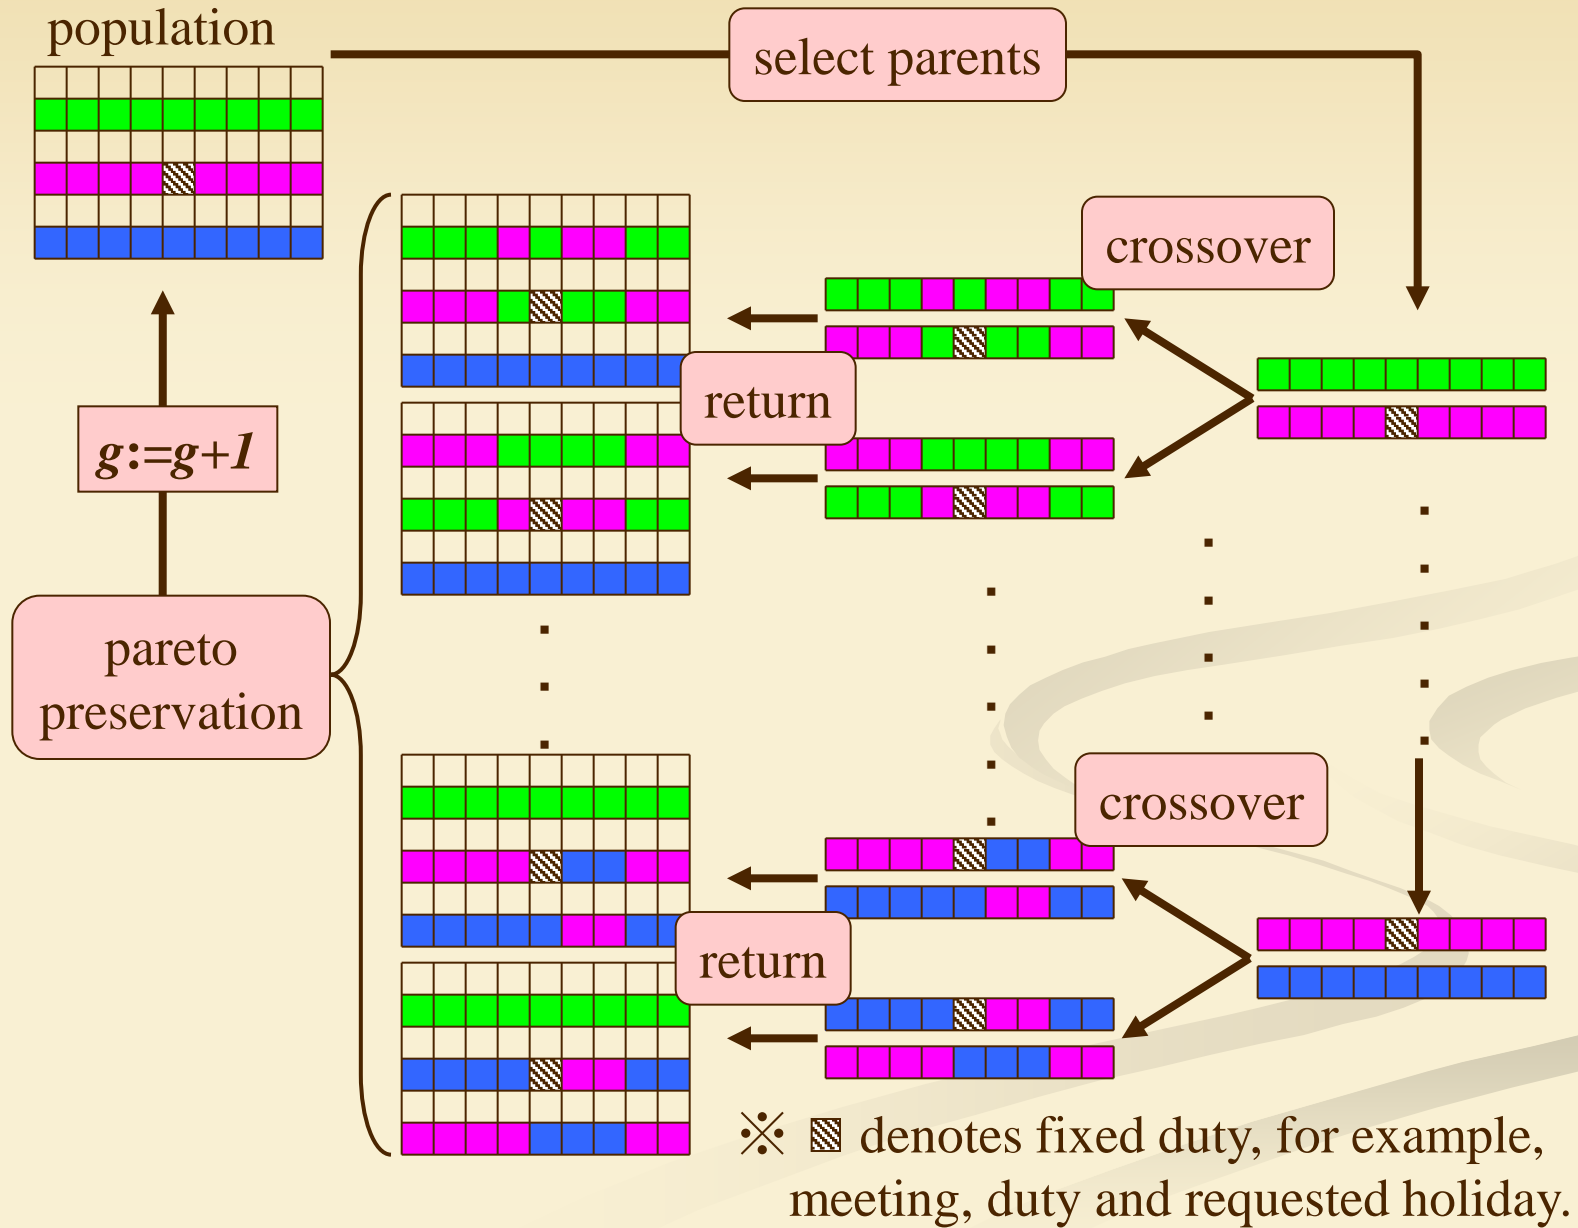 population
select parents
crossover
return
g:=g+1
pareto
preservation
crossover
return
※ denotes fixed duty, for example,
meeting, duty and requested holiday.